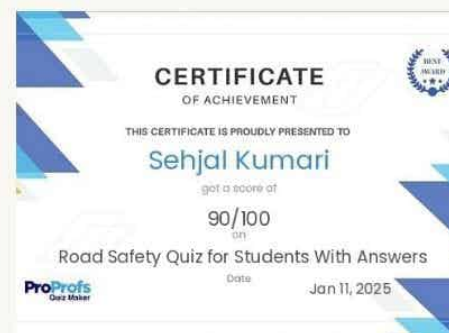 CERTIFICATE
OF ACHIEVEMENT
BEST
AWARD
THIS CERTIFICATE IS PROUDLY PRESENTED TO
Sehjal Kumari
got a score of
90/100
on
Road Safety Quiz for Students With Answers
Date
Jan 11, 2025
ProProfs
Quiz Maker